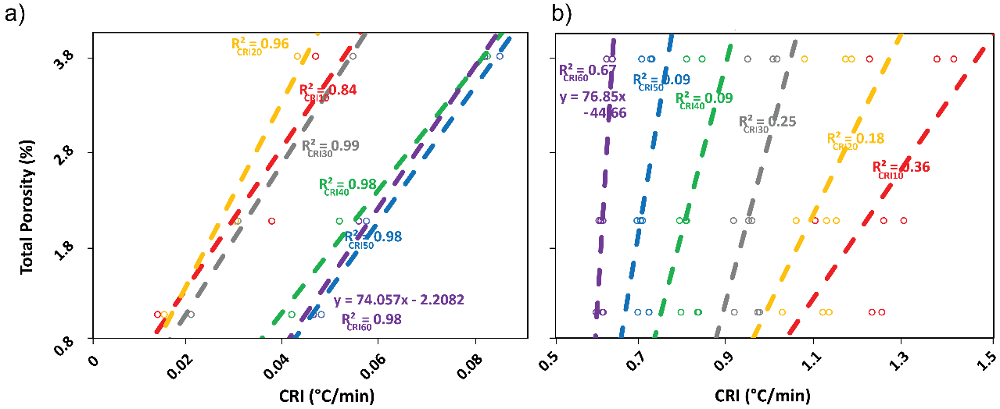 a)
b)
Total Porosity (%)
3.8
2.8
1.8
0.8
R² = 0.96
CRI20
R² = 0.84
CRI10
R² = 0.99
CRI30
R² = 0.98
CRI40
R² = 0.98
CRI50
y = 74.057x - 2.2082
R² = 0.98
CRI60
0
0.02
0.04
0.06
0.08
CRI (°C/min)
R² = 0.67
CRI60
y = 76.85x
-44.66
R² = 0.09
CRI50
R² = 0.09
CRI40
R² = 0.25
CRI30
R² = 0.18
CRI20
R² = 0.36
CRI10
0.5
0.7
0.9
1.1
1.3
1.5
CRI (°C/min)